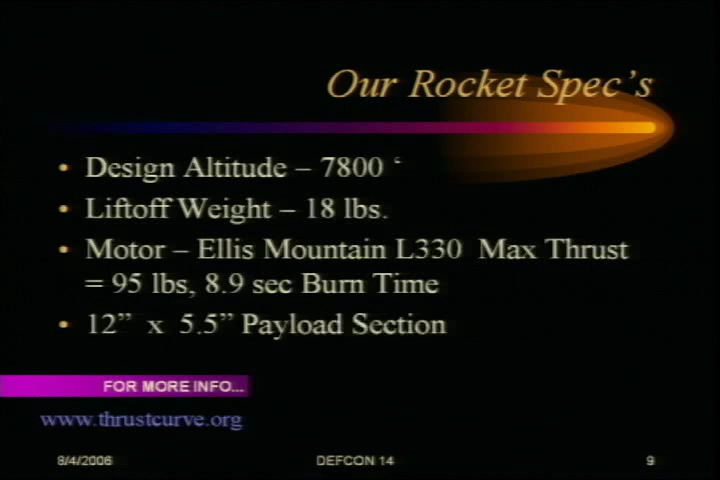 Our Rocket Spec’s
• Design Altitude – 7800 ‘
• Liftoff Weight – 18 lbs.
• Motor – Ellis Mountain L330 Max Thrust
= 95 lbs, 8.9 sec Burn Time
• 12” x 5.5” Payload Section
FOR MORE INFO...
www.thrustcurve.org
8/4/2006 DEFCON 14 9